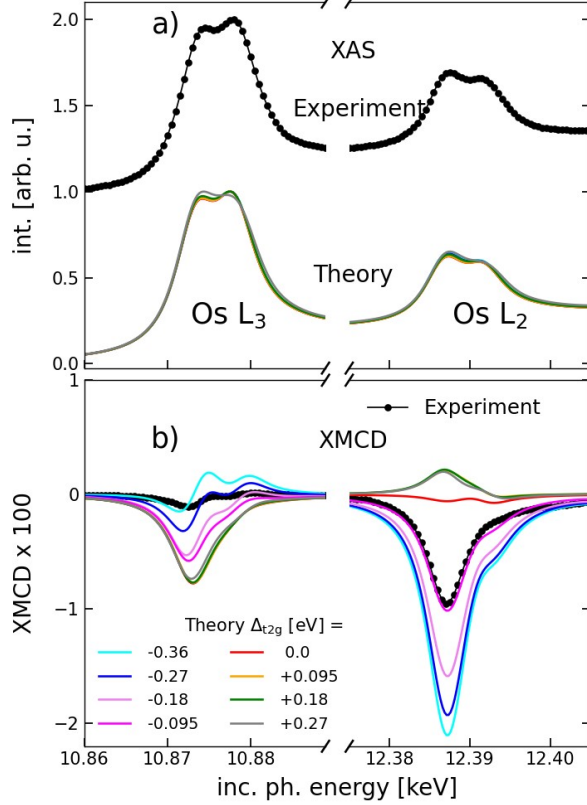 2.0
a)
XAS
1.5
Experiment
int. [arb. u.]
1.0
Theory
0.5
Os L3
Os L2
0.0
1
Experiment
b)
XMCD
0
XMCD x 100
-1
Theory Δt2g [eV] =
-0.36
0.0
-0.27
+0.095
-0.18
+0.18
-0.095
+0.27
−2
10.86
10.87
10.88
12.38
12.39
12.40
inc. ph. energy [keV]